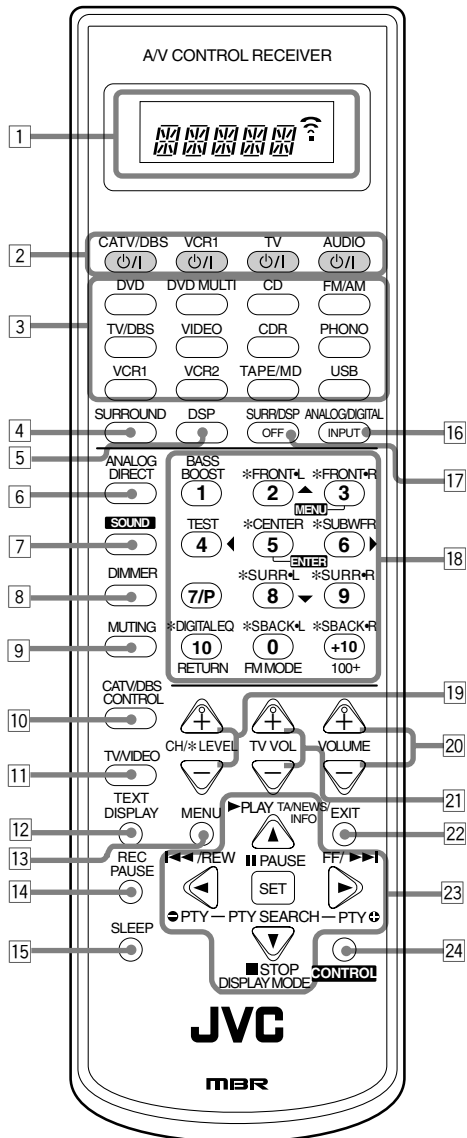 A/V CONTROL RECEIVER
1
2
CATV/DBS VCR1 TV AUDIO
3
DVD DVD MULTI CD FM/AM
TV/DBS VIDEO CDR PHONO
VCR1 VCR2 TAPE/MD USB
4 SURROUND DSP SURR/DSP ANALOG/DIGITAL
OFF INPUT 16
5
17
6 ANALOG DIRECT
BASS BOOST *FRONT•L *FRONT•R
1 2 3
MENU
7 SOUND
TEST *CENTER *SUBWFR
4 5 6
ENTER
18
8 DIMMER
*SURR•L *SURR•R
7/P 8 9
9 MUTING
*DIGITAL EQ *SBACK•L *SBACK•R
10 0 +10
RETURN FM MODE 100+
10 CATV/DBS CONTROL
19
+ + +
CH/*LEVEL TV VOL VOLUME
20
− − −
11 TV/VIDEO
21
12 TEXT DISPLAY
13 MENU
PLAY TA/NEWS/INFO
EXIT 22
14 REC PAUSE
/REW PAUSE FF/
SET
23
PTY — PTY SEARCH — PTY
15 SLEEP
STOP
DISPLAY MODE
CONTROL 24
JVC
MBR